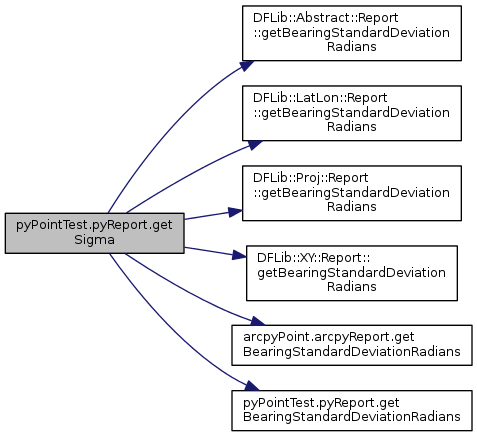 DFLib::Abstract::Report
::getBearingStandardDeviation
Radians
DFLib::LatLon::Report
::getBearingStandardDeviation
Radians
DFLib::Proj::Report
::getBearingStandardDeviation
Radians
pyPointTest.pyReport.get
Sigma
DFLib::XY::Report::
getBearingStandardDeviation
Radians
arcpyPoint.arcpyReport.get
BearingStandardDeviationRadians
pyPointTest.pyReport.get
BearingStandardDeviationRadians